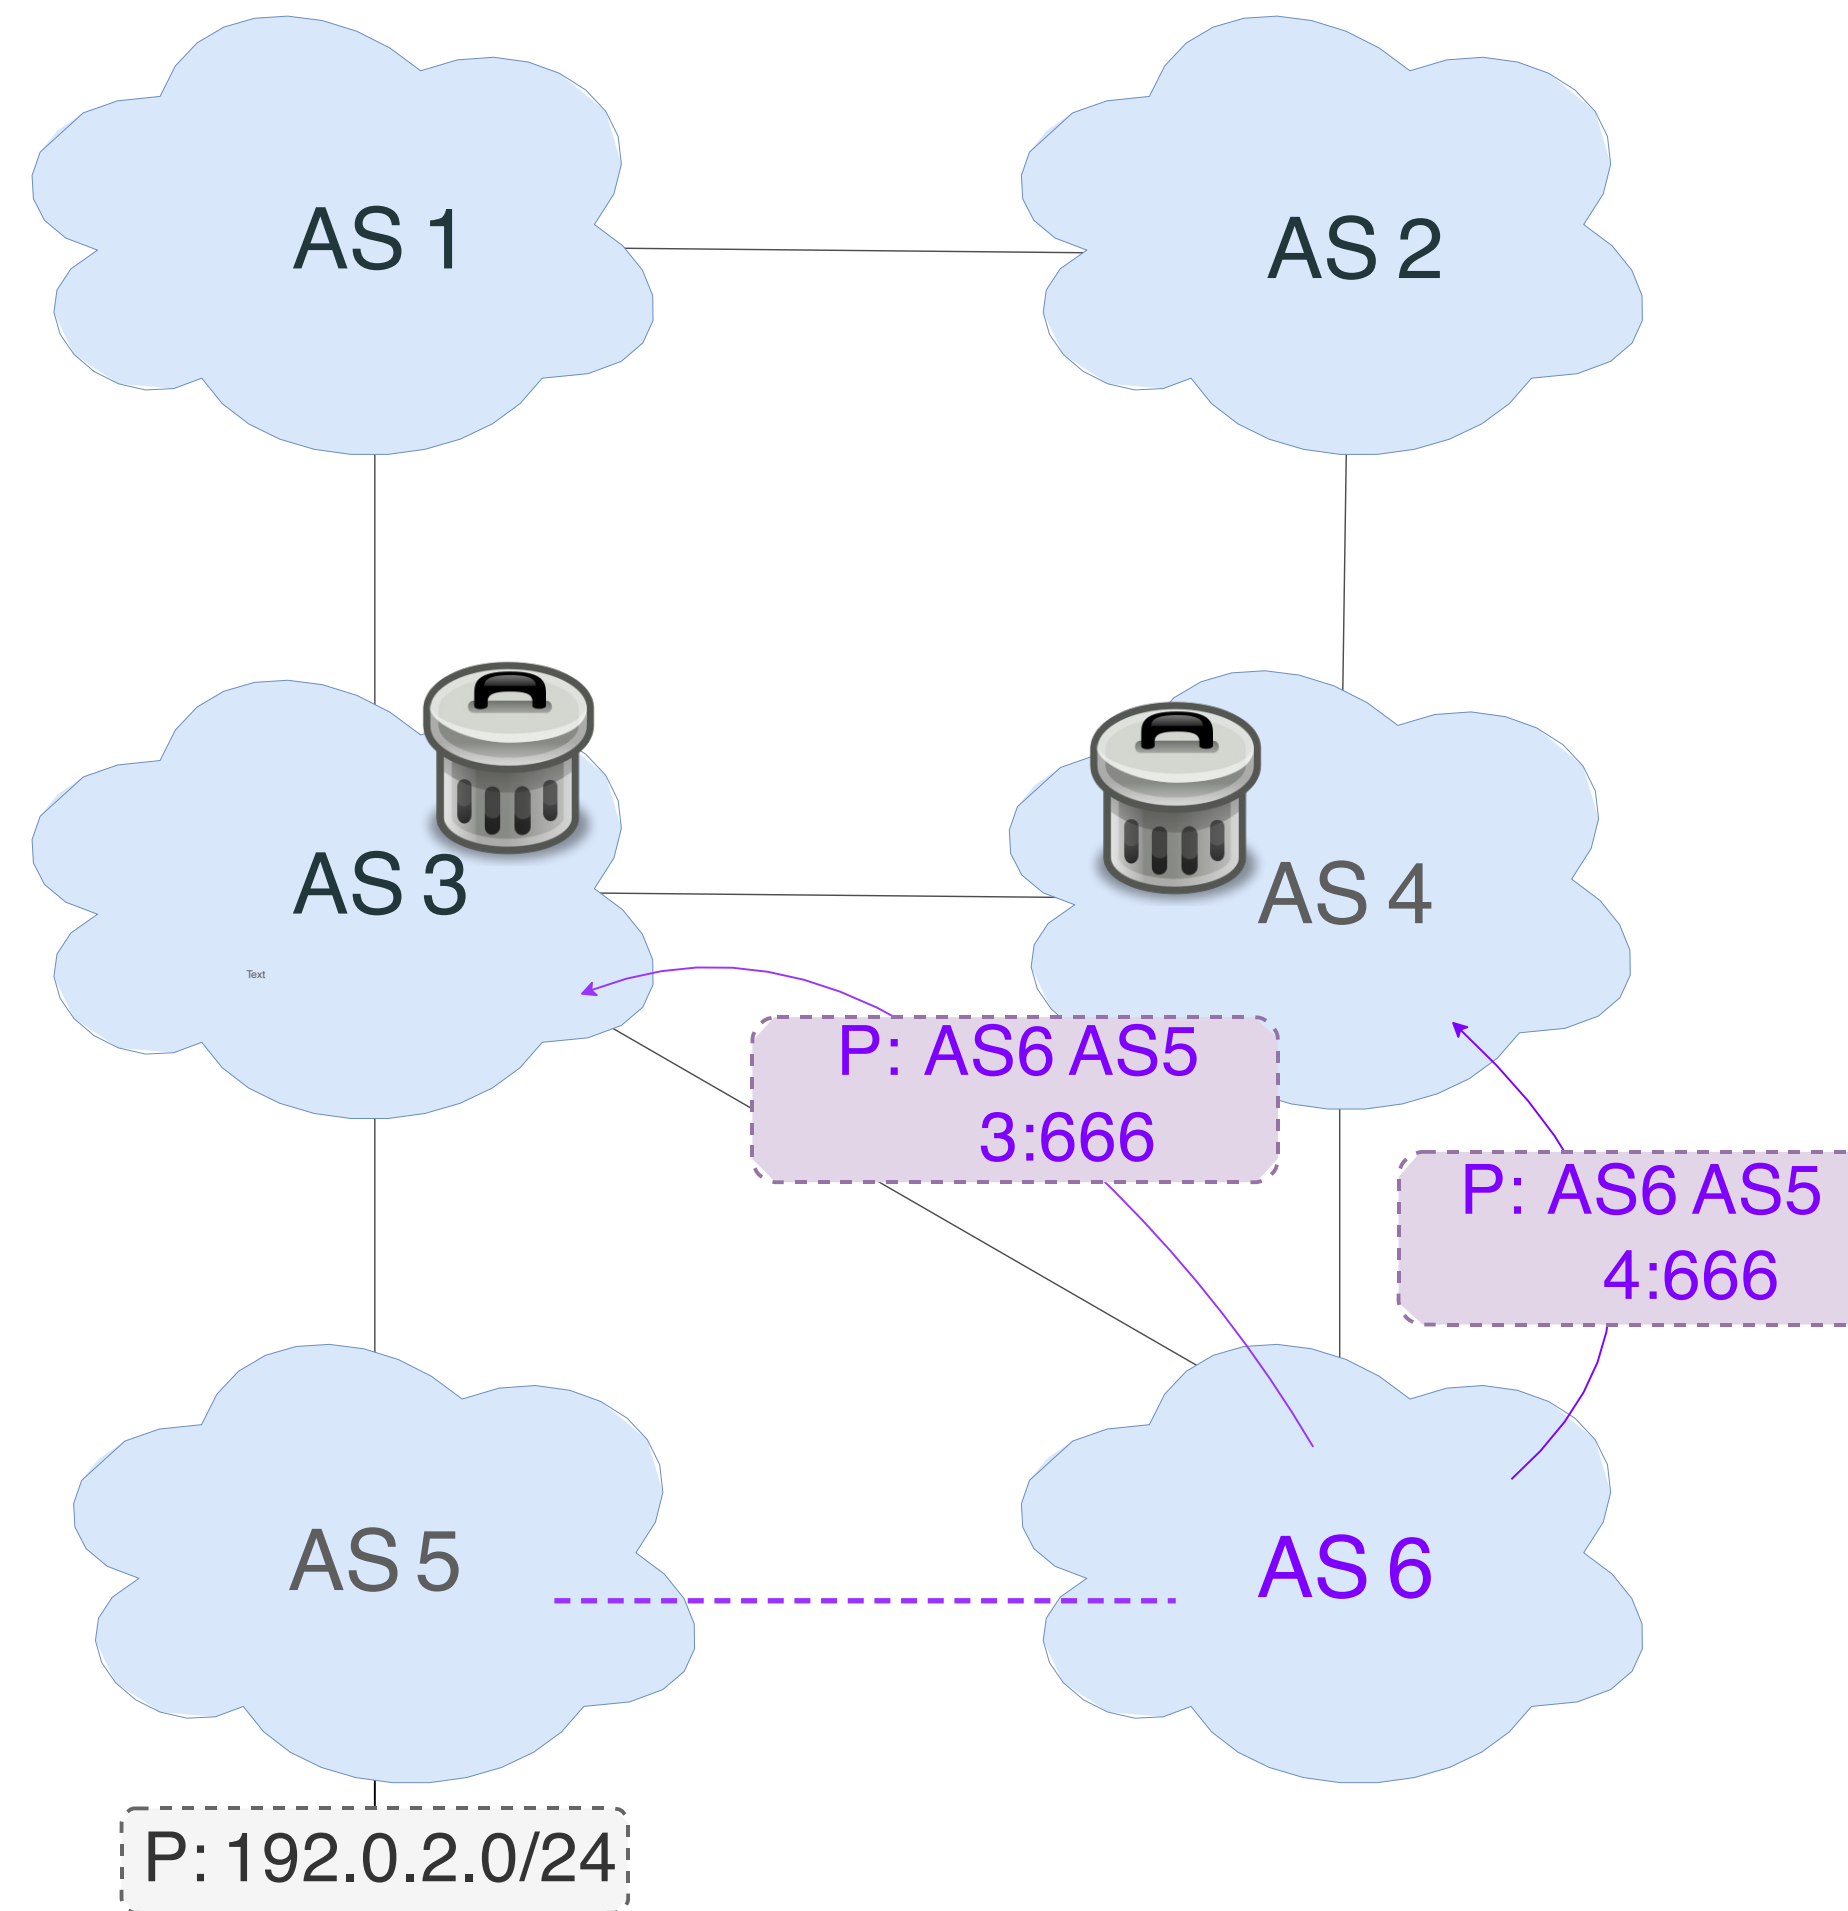 AS 1
AS 2
AS 3
AS 4
Text
P: AS6 AS5
3:666
P: AS6 AS5
4:666
AS 5
AS 6
P: 192.0.2.0/24